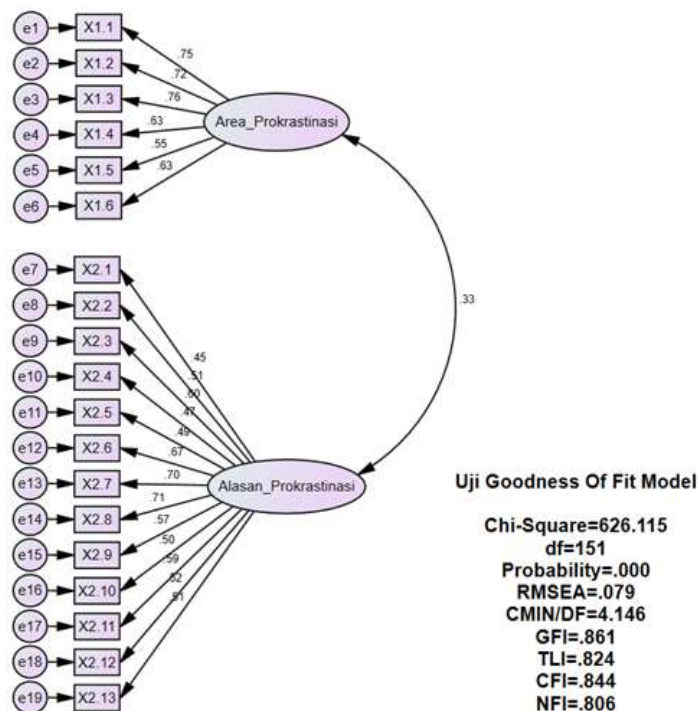 e1 X1.1
e2 X1.2
e3 X1.3
e4 X1.4
e5 X1.5
e6 X1.6
.75
.72
.76
.63
.55
.63
Area_Prokrastinasi
.33
e7 X2.1
e8 X2.2
e9 X2.3
e10 X2.4
e11 X2.5
e12 X2.6
e13 X2.7
e14 X2.8
e15 X2.9
e16 X2.10
e17 X2.11
e18 X2.12
e19 X2.13
.45
.51
.60
.47
.49
.67
.70
.71
.57
.50
.59
Alasan_Prokrastinasi
Uji Goodness Of Fit Model
Chi-Square=626.115
df=151
Probability=.000
RMSEA=.079
CMIN/DF=4.146
GFI=.861
TLI=.824
CFI=.844
NFI=.806